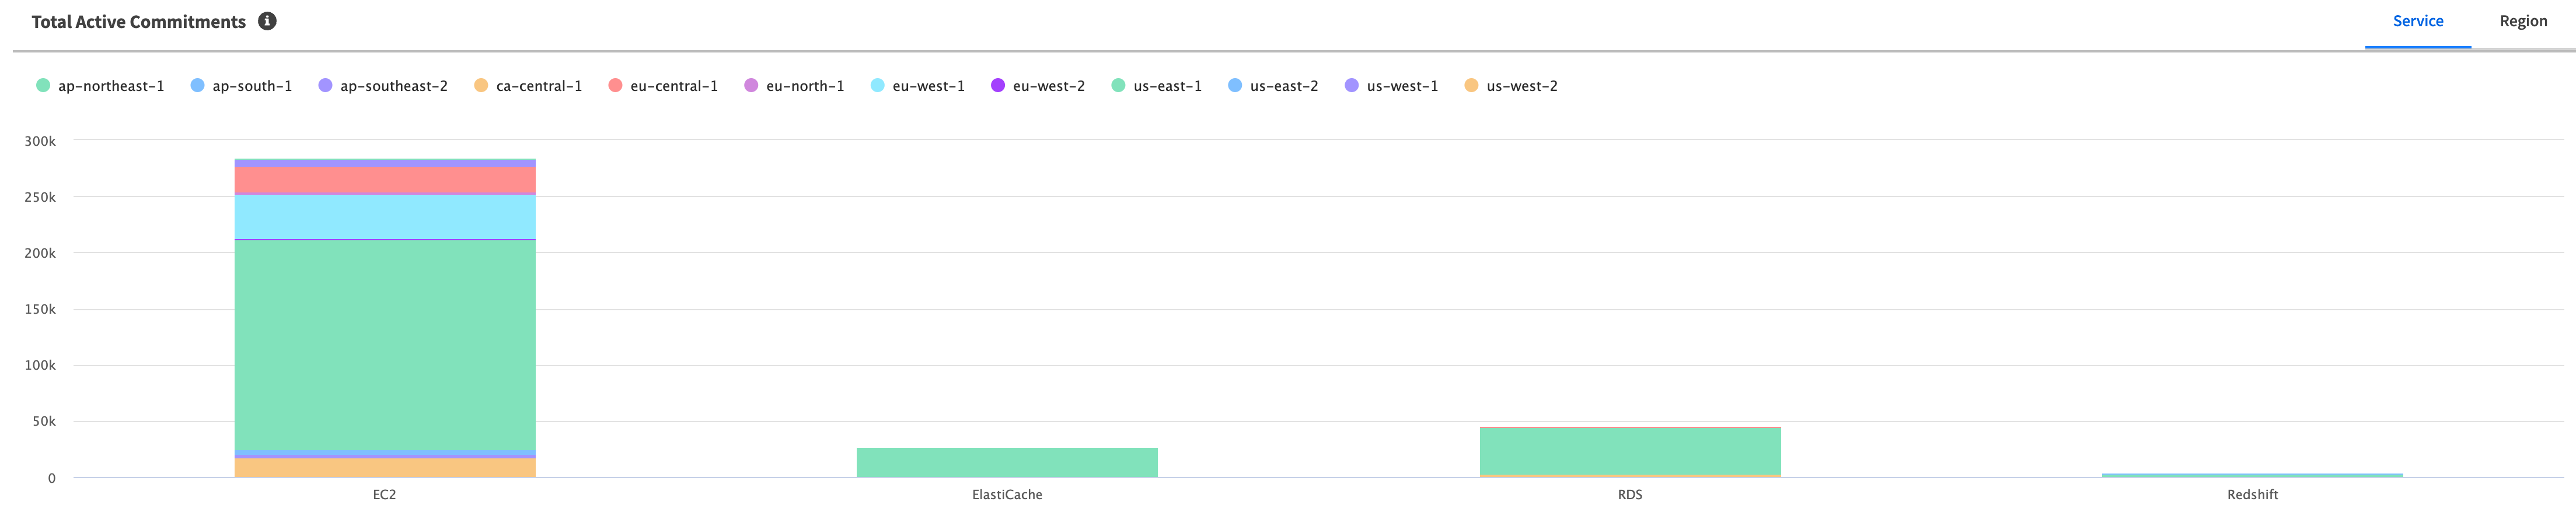 Total Active Commitments
Service Region
ap-northeast-1 ap-south-1 ap-southeast-2 ca-central-1 eu-central-1 eu-north-1 eu-west-1 eu-west-2 us-east-1 us-east-2 us-west-1 us-west-2
300k
250k
200k
150k
100k
50k
0
EC2 ElastiCache RDS Redshift